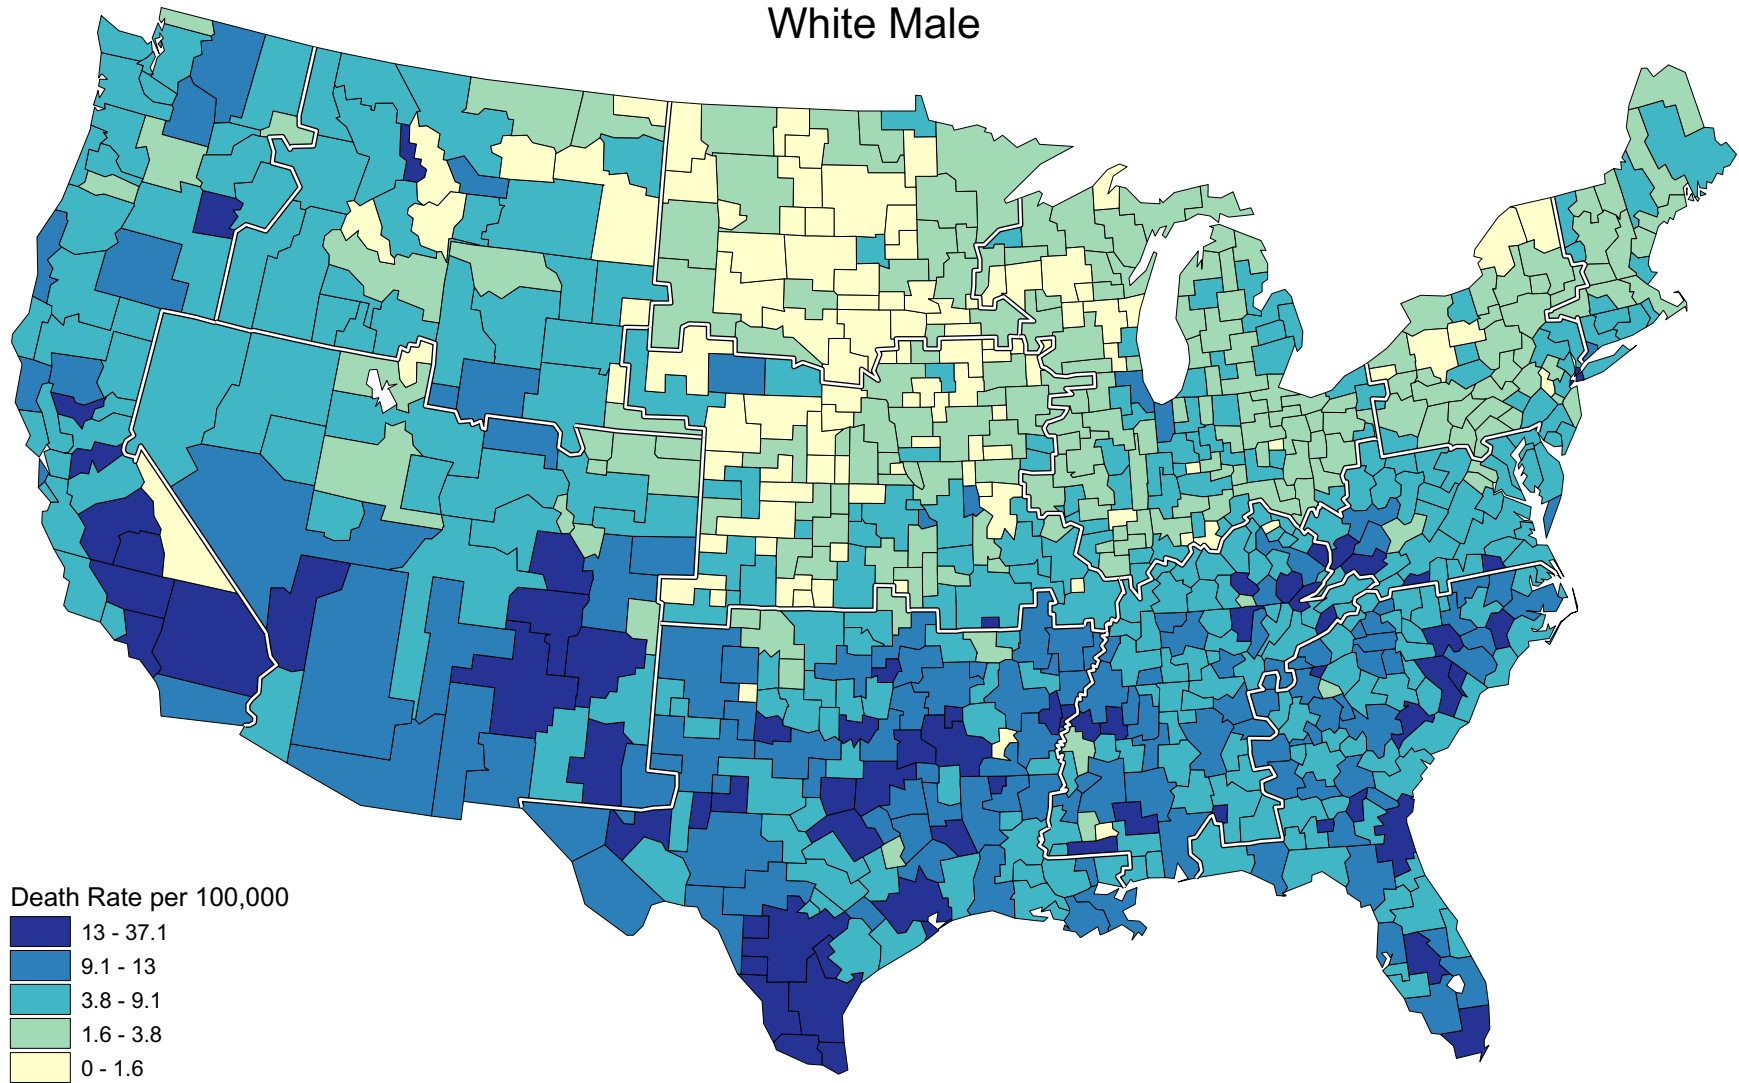 White Male
Death Rate per 100,000
13 - 37.1
9.1 - 13
3.8 - 9.1
1.6 - 3.8
0 - 1.6